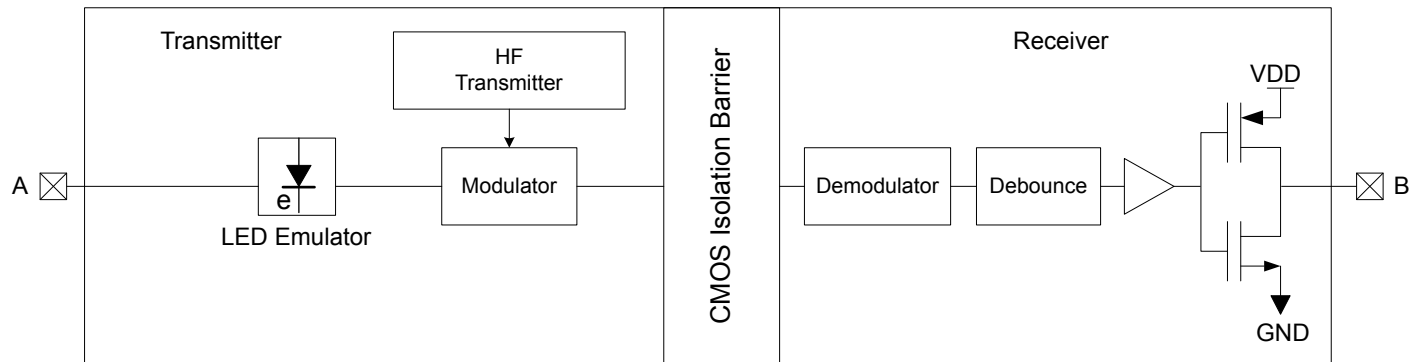 Transmitter
HF
Transmitter
A
e
LED Emulator
Modulator
CMOS Isolation Barrier
Receiver
Demodulator
Debounce
VDD
GND
B